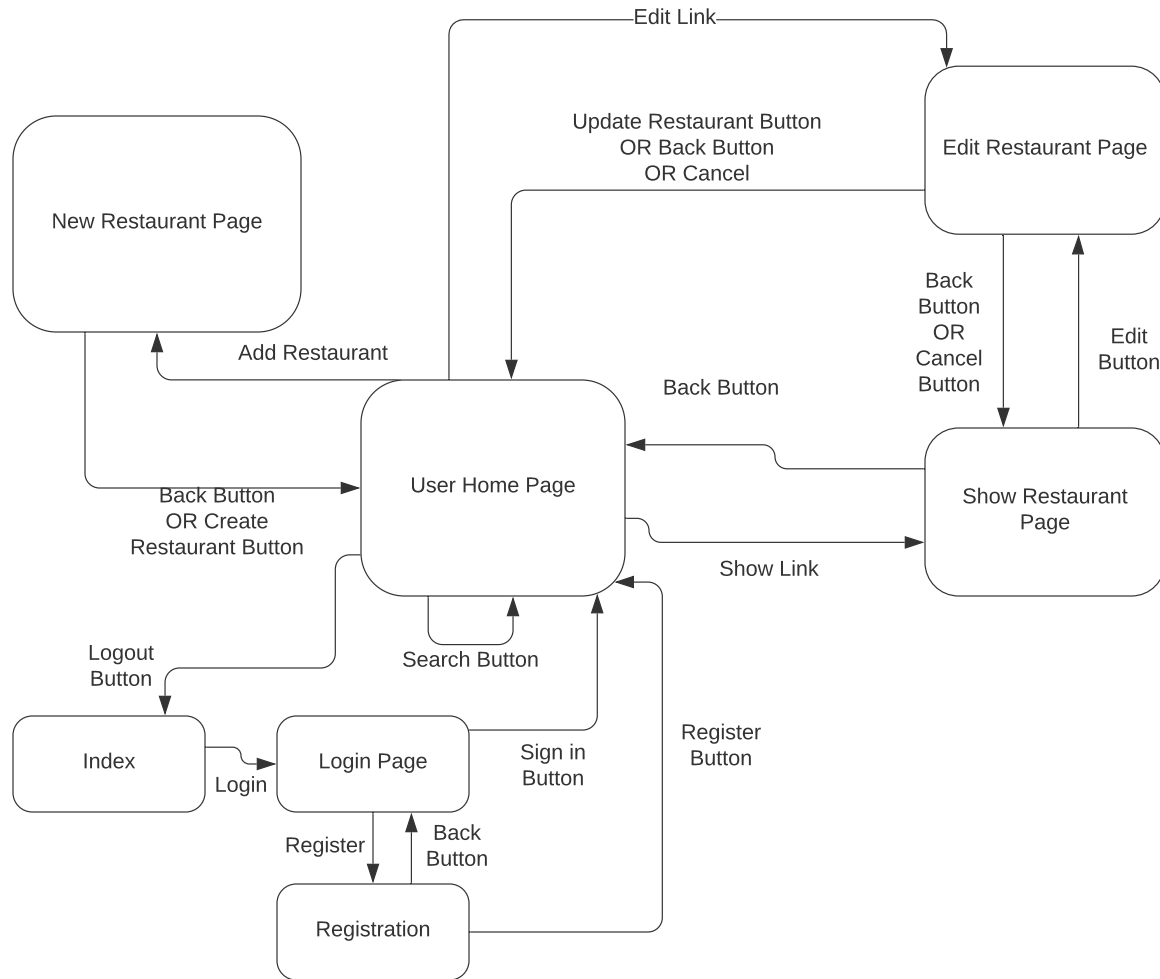 Edit Link
Update Restaurant Button
OR Back Button
OR Cancel
Edit Restaurant Page
New Restaurant Page
Back
Button
OR
Cancel
Button
Edit
Button
Add Restaurant
Back Button
User Home Page
Show Restaurant
Page
Back Button
OR Create
Restaurant Button
Show Link
Search Button
Logout
Button
Index
Login
Login Page
Sign in
Button
Register
Button
Register
Back
Button
Registration